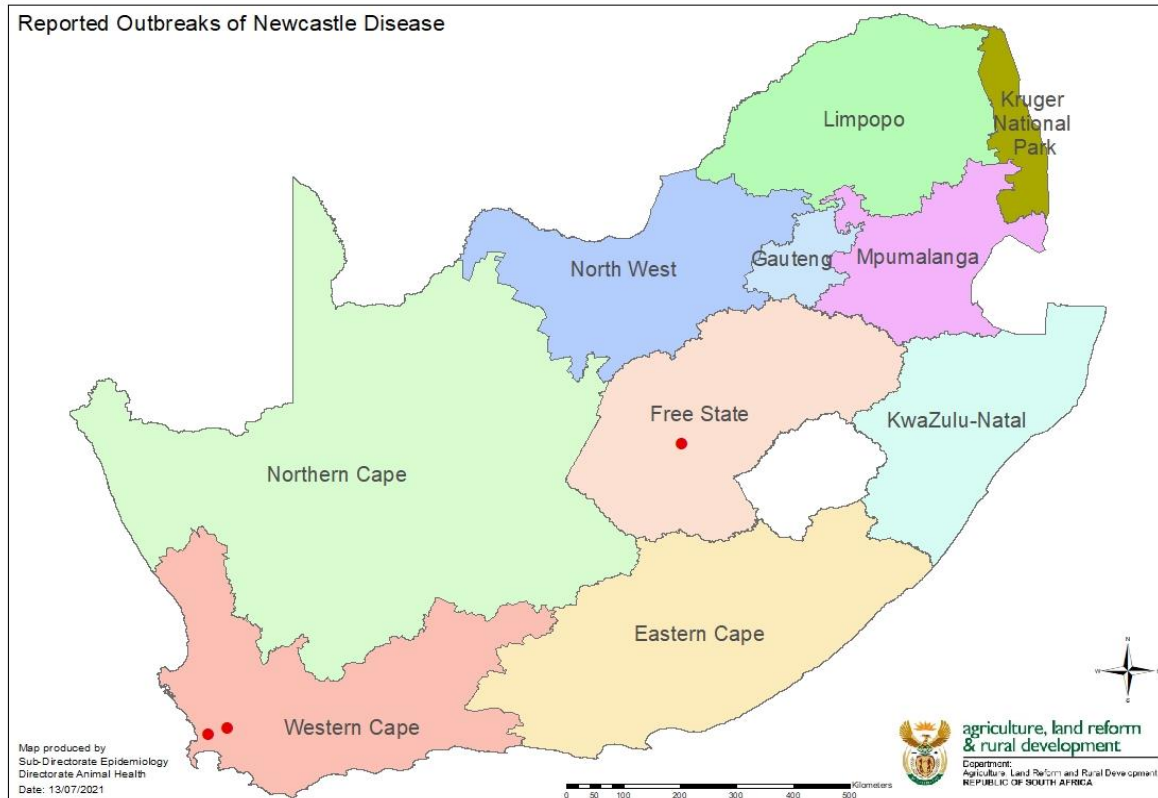 Reported Outbreaks of Newcastle Disease
Limpopo
Kruger
National
Park
North West
Gauteng
Mpumalanga
Free State
KwaZulu-Natal
Northern Cape
Eastern Cape
Western Cape
N
W
E
S
Map produced by
Sub-Directorate Epidemiology
Directorate Animal Health
Date: 13/07/2021
Kilometers
0 50 100 200 300 400 500
agriculture, land reform
& rural development
Department:
Agriculture, Land Reform and Rural Development
REPUBLIC OF SOUTH AFRICA